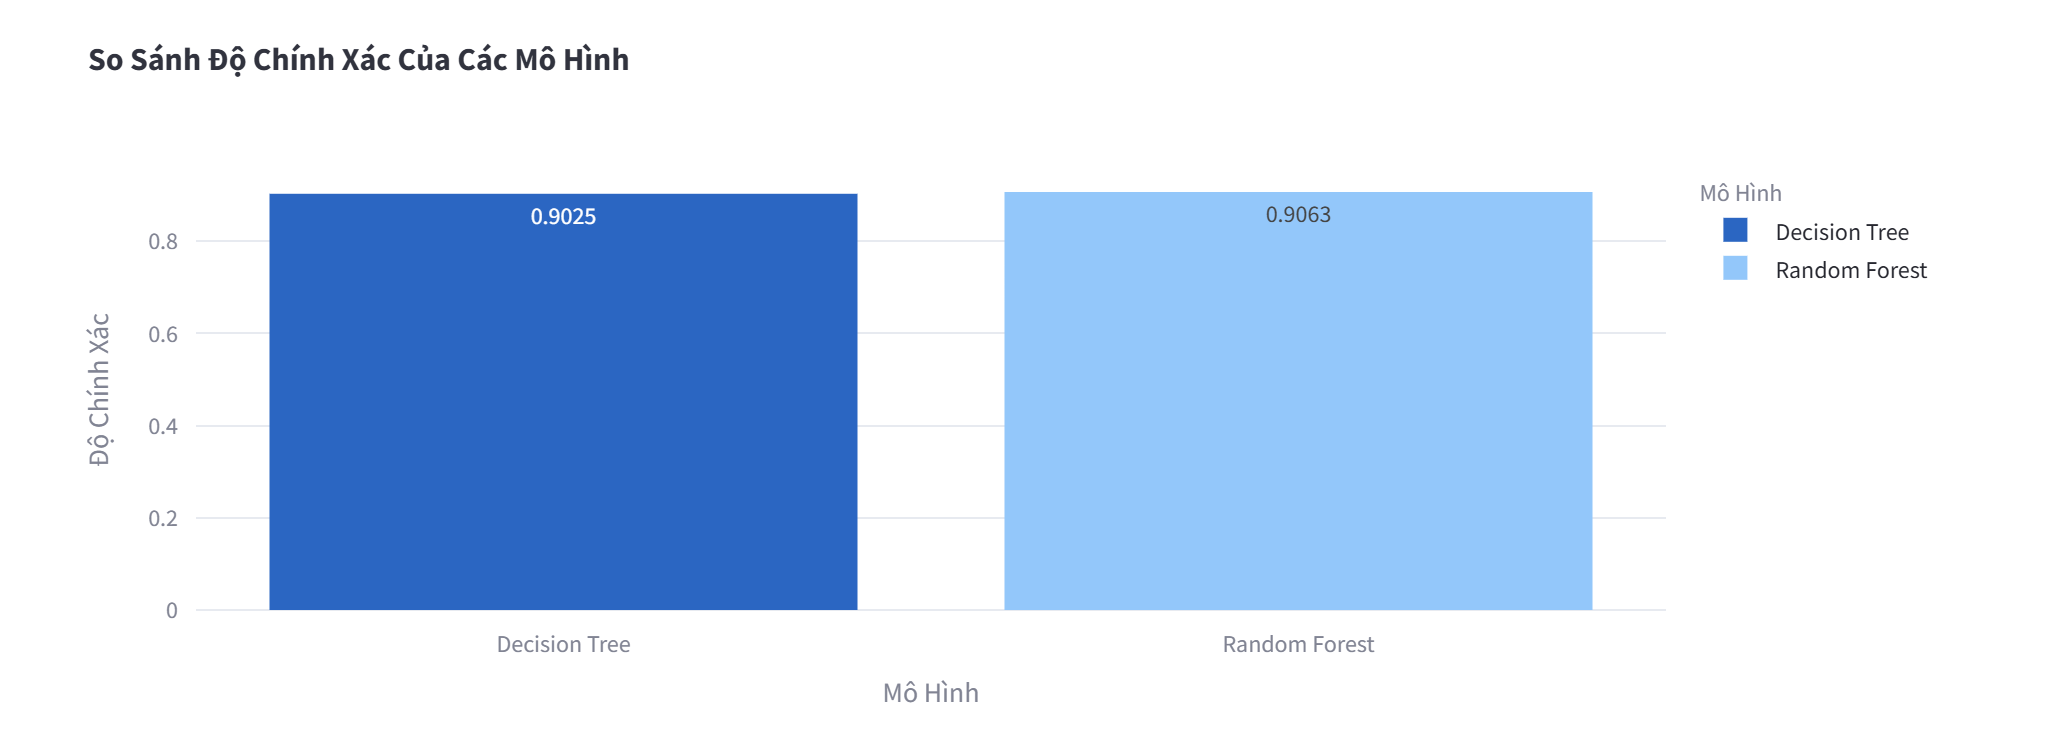 So Sánh Độ Chính Xác Của Các Mô Hình
0.9025
0.9063
Mô Hình
Decision Tree
Random Forest
Độ Chính Xác
0.8
0.6
0.4
0.2
0
Decision Tree
Random Forest
Mô Hình